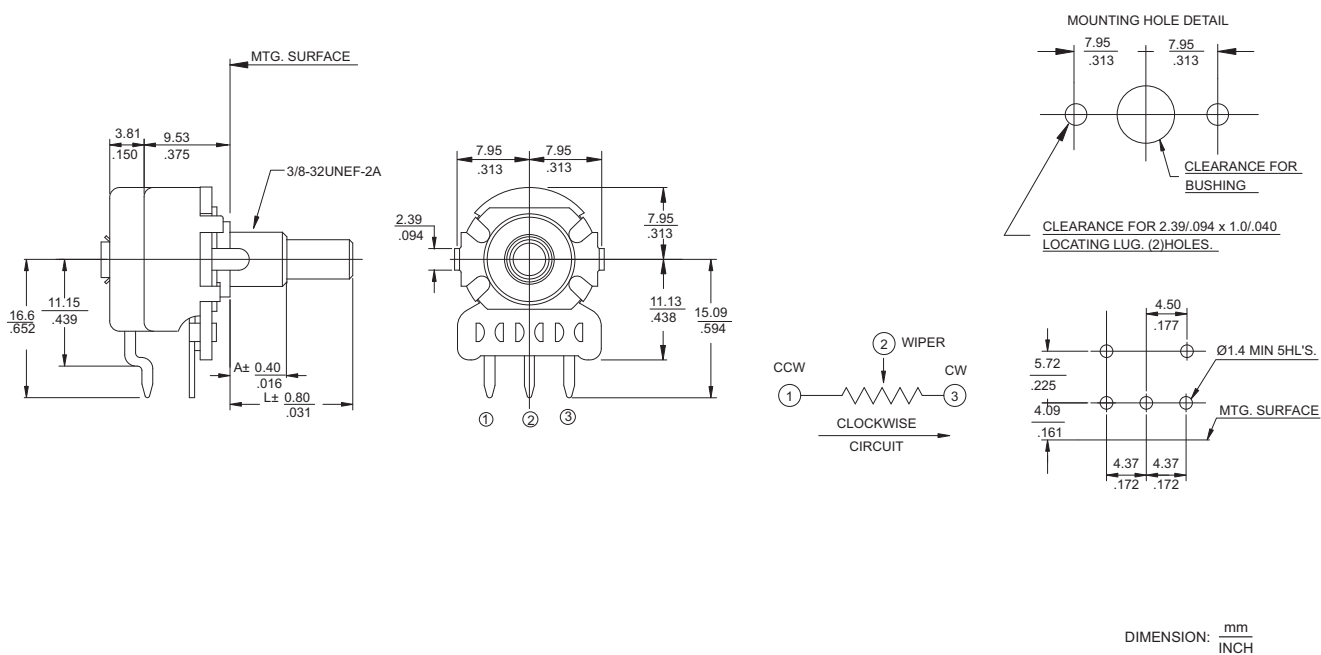 MOUNTING HOLE DETAIL
7.95
.313
7.95
.313
CLEARANCE FOR
BUSHING
CLEARANCE FOR 2.39/.094 x 1.0/.040
LOCATING LUG. (2)HOLES.
MTG. SURFACE
3.81
.150
9.53
.375
3/8-32UNEF-2A
16.6
.652
11.15
.439
A± 0.40
.016
L± 0.80
.031
7.95
.313
7.95
.313
2.39
.094
7.95
.313
11.13
.438
15.09
.594
1
2
3
2 WIPER
CCW
CW
1
3
CLOCKWISE
CIRCUIT
4.50
.177
Ø1.4 MIN 5HL'S.
5.72
.225
4.09
.161
MTG. SURFACE
4.37
.172
4.37
.172
DIMENSION: mm
INCH